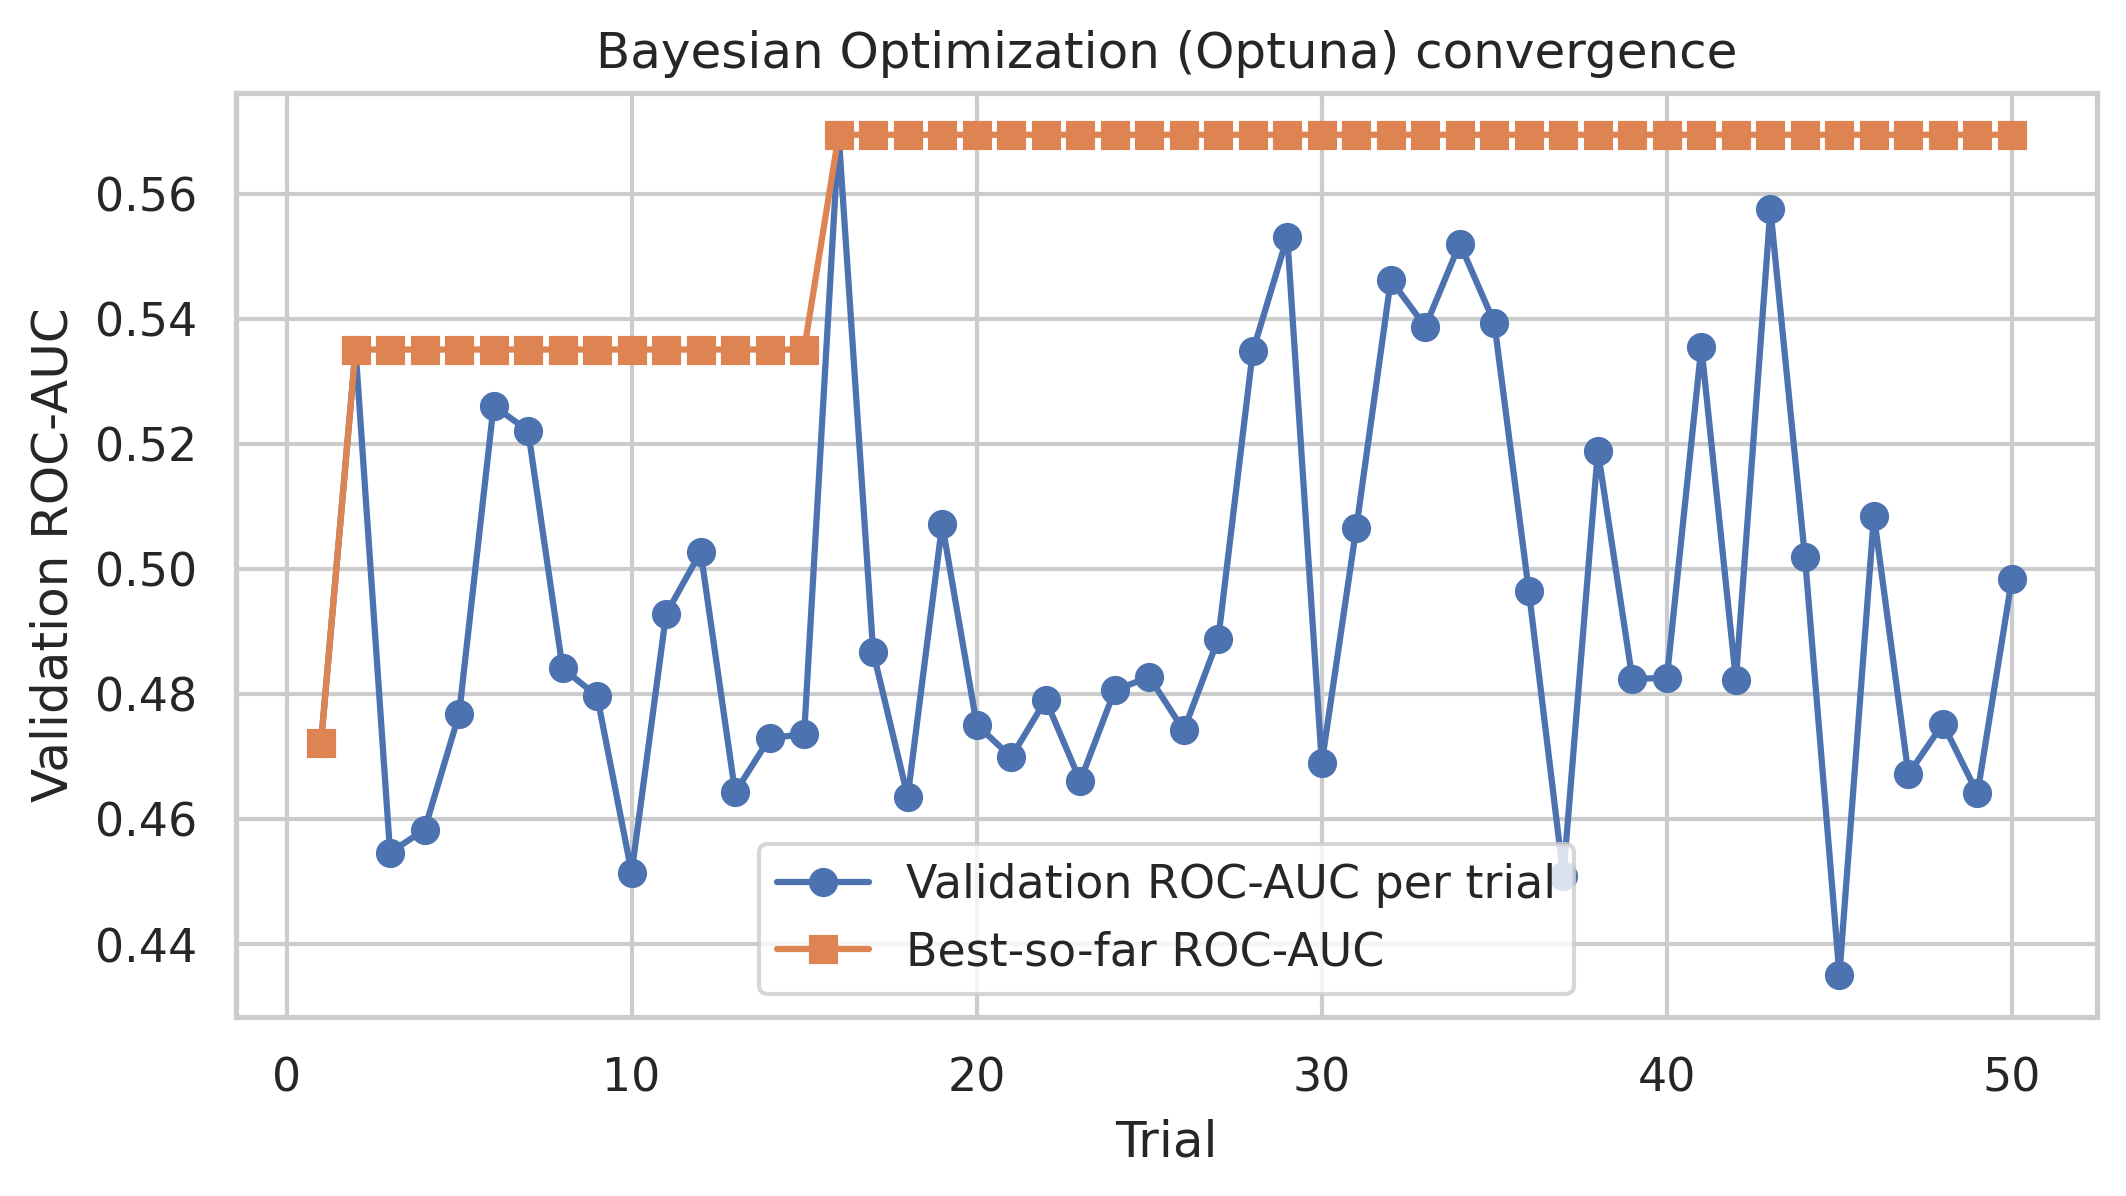 Bayesian Optimization (Optuna) convergence
Validation ROC-AUC
0.56
0.54
0.52
0.50
0.48
0.46
0.44
Validation ROC-AUC per trial
Best-so-far ROC-AUC
0 10 20 30 40 50
Trial